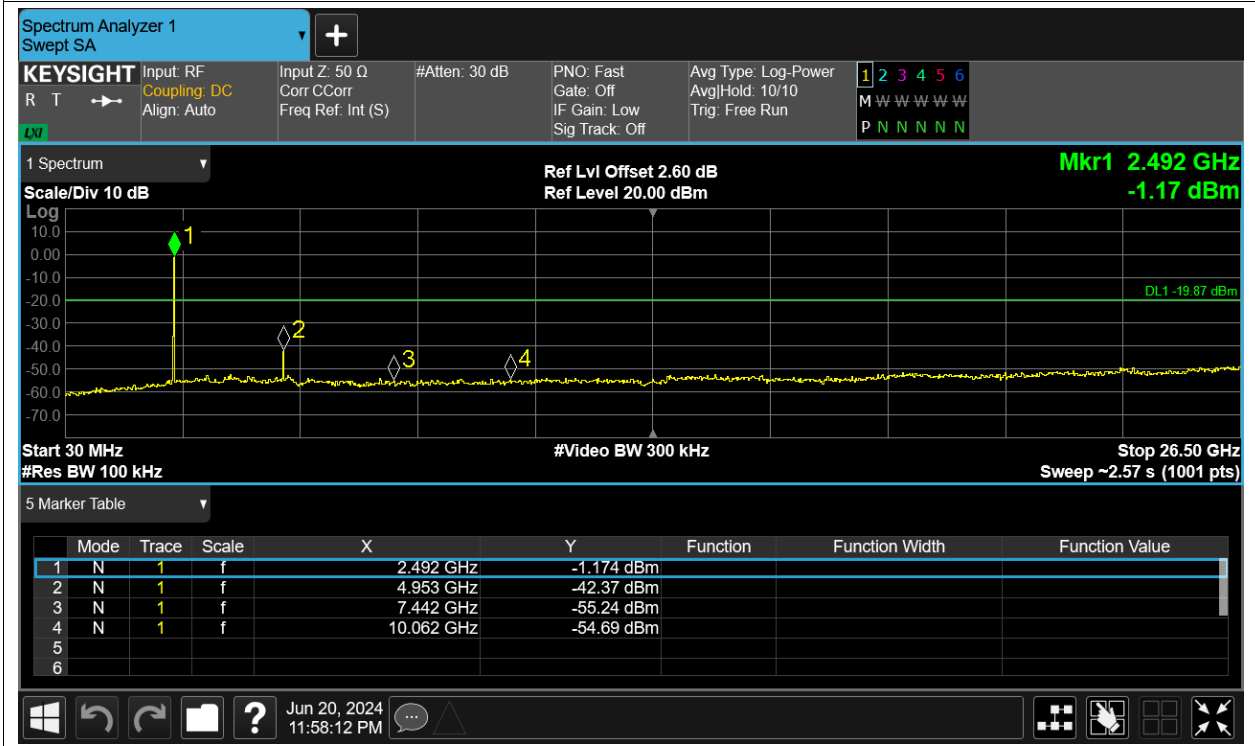 Spectrum Analyzer 1
Swept SA
KEYSIGHT
R T
LXI
Input: RF
Coupling: DC
Align: Auto
Input Z: 50 Ω
Corr CCorr
Freq Ref: Int (S)
#Atten: 30 dB
PNO: Fast
Gate: Off
IF Gain: Low
Sig Track: Off
Avg Type: Log-Power
Avg|Hold: 10/10
Trig: Free Run
1 2 3 4 5 6
M W W W W W
P N N N N N
1 Spectrum
Scale/Div 10 dB
Ref Lvl Offset 2.60 dB
Ref Level 20.00 dBm
Mkr1 2.492 GHz
-1.17 dBm
Log
10.0
0.00
-10.0
-20.0
-30.0
-40.0
-50.0
-60.0
-70.0
1
2
3
4
DL1 -19.87 dBm
Start 30 MHz
#Res BW 100 kHz
#Video BW 300 kHz
Stop 26.50 GHz
Sweep ~2.57 s (1001 pts)
5 Marker Table
Mode Trace Scale X Y Function Function Width Function Value
1 N 1 f 2.492 GHz -1.174 dBm
2 N 1 f 4.953 GHz -42.37 dBm
3 N 1 f 7.442 GHz -55.24 dBm
4 N 1 f 10.062 GHz -54.69 dBm
5
6
?
Jun 20, 2024
11:58:12 PM